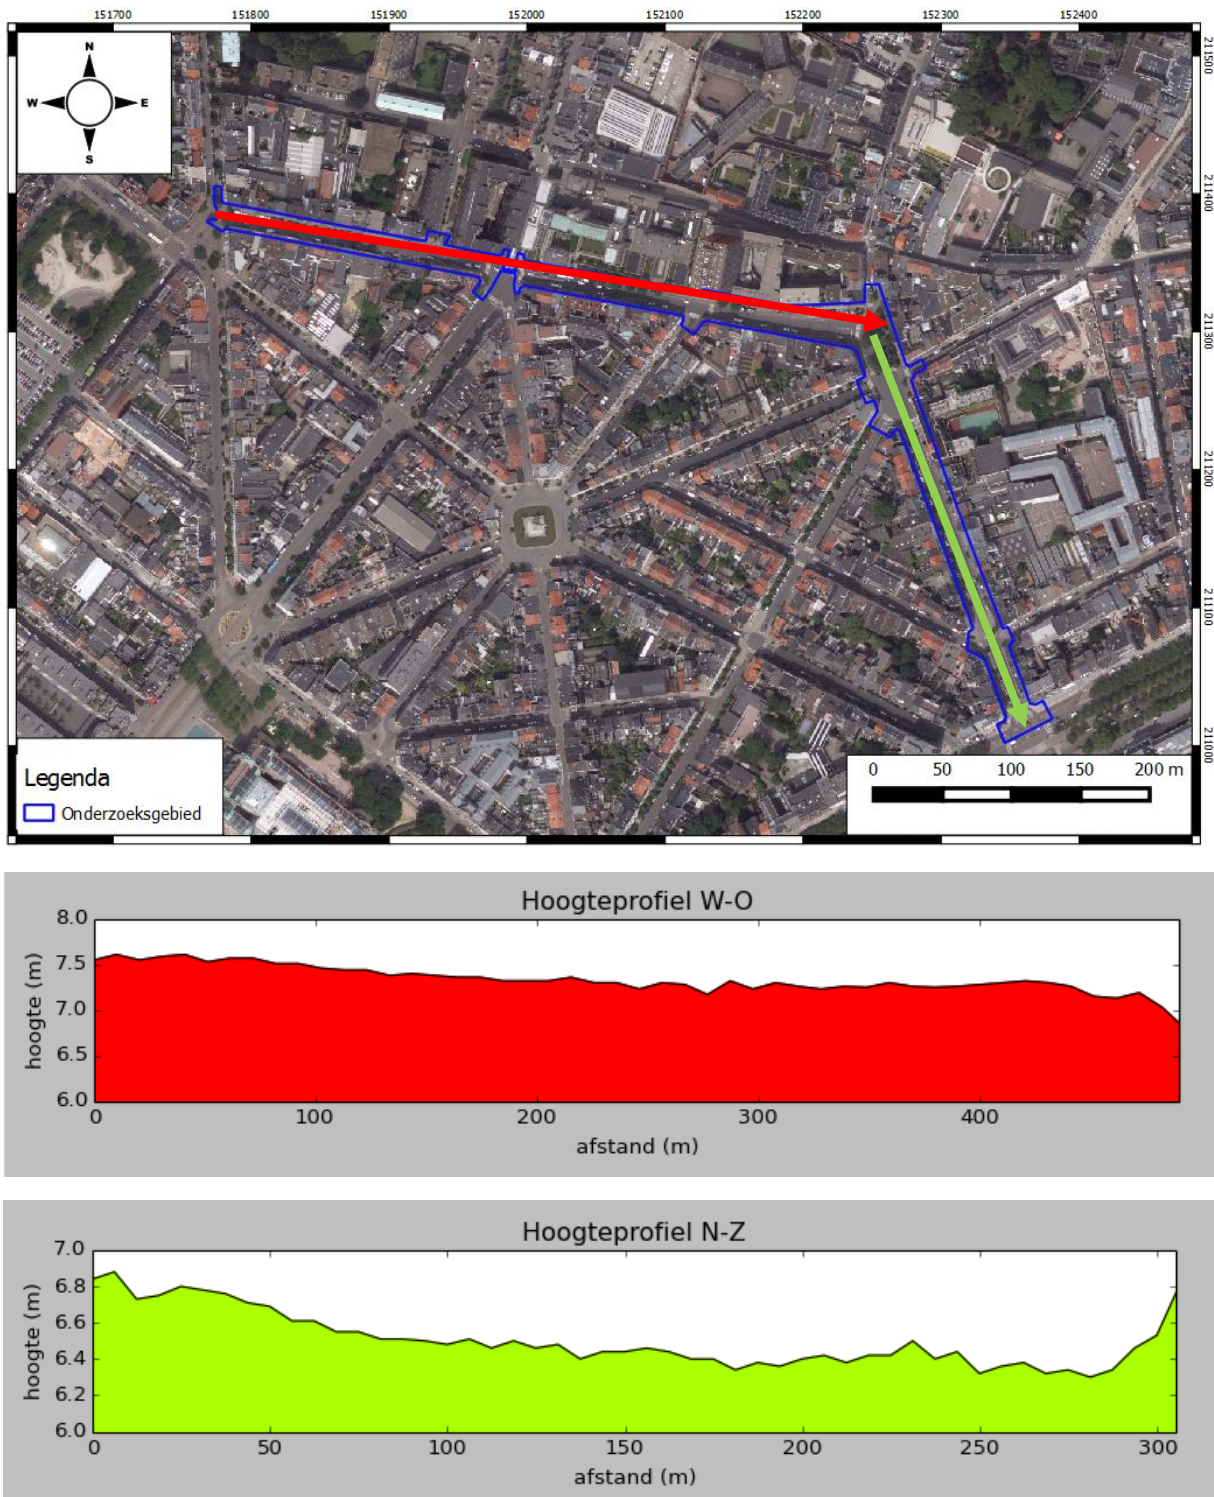 151700 151800 151900 152000 152100 152200 152300 152400
N
W E
S
211500
211400
211300
211200
211100
211000
Legenda
Onderzoeksgebied
0 50 100 150 200 m
Hoogteprofiel W-O
8.0
7.5
7.0
6.5
6.0
hoogte (m)
0 100 200 300 400
afstand (m)
Hoogteprofiel N-Z
7.0
6.8
6.6
6.4
6.2
6.0
hoogte (m)
0 50 100 150 200 250 300
afstand (m)